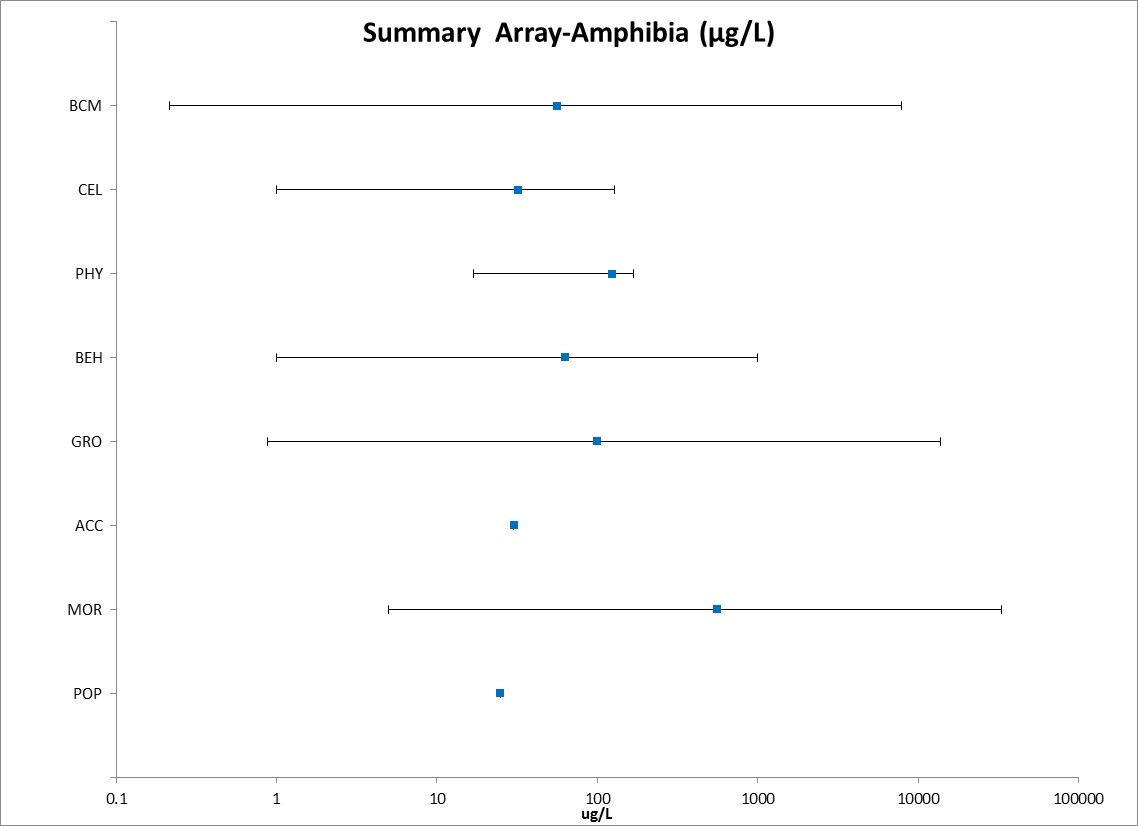 Summary Array-Amphibia (µg/L)
BCM
CEL
PHY
BEH
GRO
ACC
MOR
POP
0.1 1 10 100 1000 10000 100000
ug/L